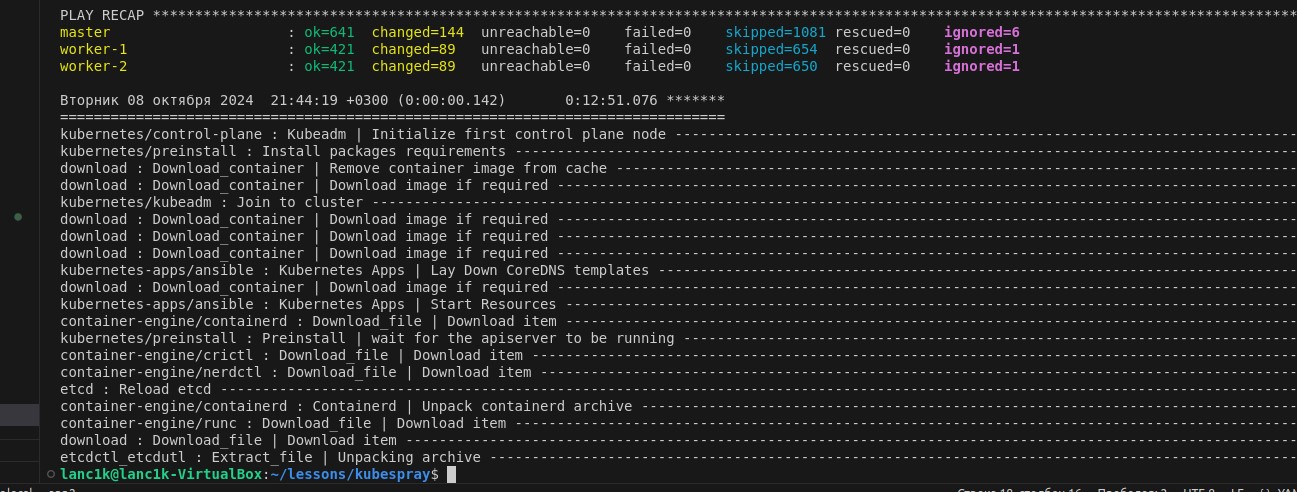 PLAY RECAP ****************************************************************************************************************************************
master                     : ok=641  changed=144  unreachable=0    failed=0    skipped=1081 rescued=0    ignored=6
worker-1                   : ok=421  changed=89   unreachable=0    failed=0    skipped=654  rescued=0    ignored=1
worker-2                   : ok=421  changed=89   unreachable=0    failed=0    skipped=650  rescued=0    ignored=1
Вторник 08 октября 2024  21:44:19 +0300 (0:00:00.142)       0:12:51.076 *******
===============================================================================
kubernetes/control-plane : Kubeadm | Initialize first control plane node --------------------------------------------------------------------------
kubernetes/preinstall : Install packages requirements ---------------------------------------------------------------------------------------------
download : Download_container | Remove container image from cache ---------------------------------------------------------------------------------
download : Download_container | Download image if required ----------------------------------------------------------------------------------------
kubernetes/kubeadm : Join to cluster --------------------------------------------------------------------------------------------------------------
download : Download_container | Download image if required ----------------------------------------------------------------------------------------
download : Download_container | Download image if required ----------------------------------------------------------------------------------------
download : Download_container | Download image if required ----------------------------------------------------------------------------------------
kubernetes-apps/ansible : Kubernetes Apps | Lay Down CoreDNS templates ----------------------------------------------------------------------------
download : Download_container | Download image if required ----------------------------------------------------------------------------------------
kubernetes-apps/ansible : Kubernetes Apps | Start Resources ---------------------------------------------------------------------------------------
container-engine/containerd : Download_file | Download item ---------------------------------------------------------------------------------------
kubernetes/preinstall : Preinstall | wait for the apiserver to be running -------------------------------------------------------------------------
container-engine/crictl : Download_file | Download item -------------------------------------------------------------------------------------------
container-engine/nerdctl : Download_file | Download item ------------------------------------------------------------------------------------------
etcd : Reload etcd --------------------------------------------------------------------------------------------------------------------------------
container-engine/containerd : Containerd | Unpack containerd archive ------------------------------------------------------------------------------
container-engine/runc : Download_file | Download item ---------------------------------------------------------------------------------------------
download : Download_file | Download item ----------------------------------------------------------------------------------------------------------
etcdctl_etcdutl : Extract_file | Unpacking archive ------------------------------------------------------------------------------------------------
lanc1k@lanc1k-VirtualBox:~/lessons/kubespray$